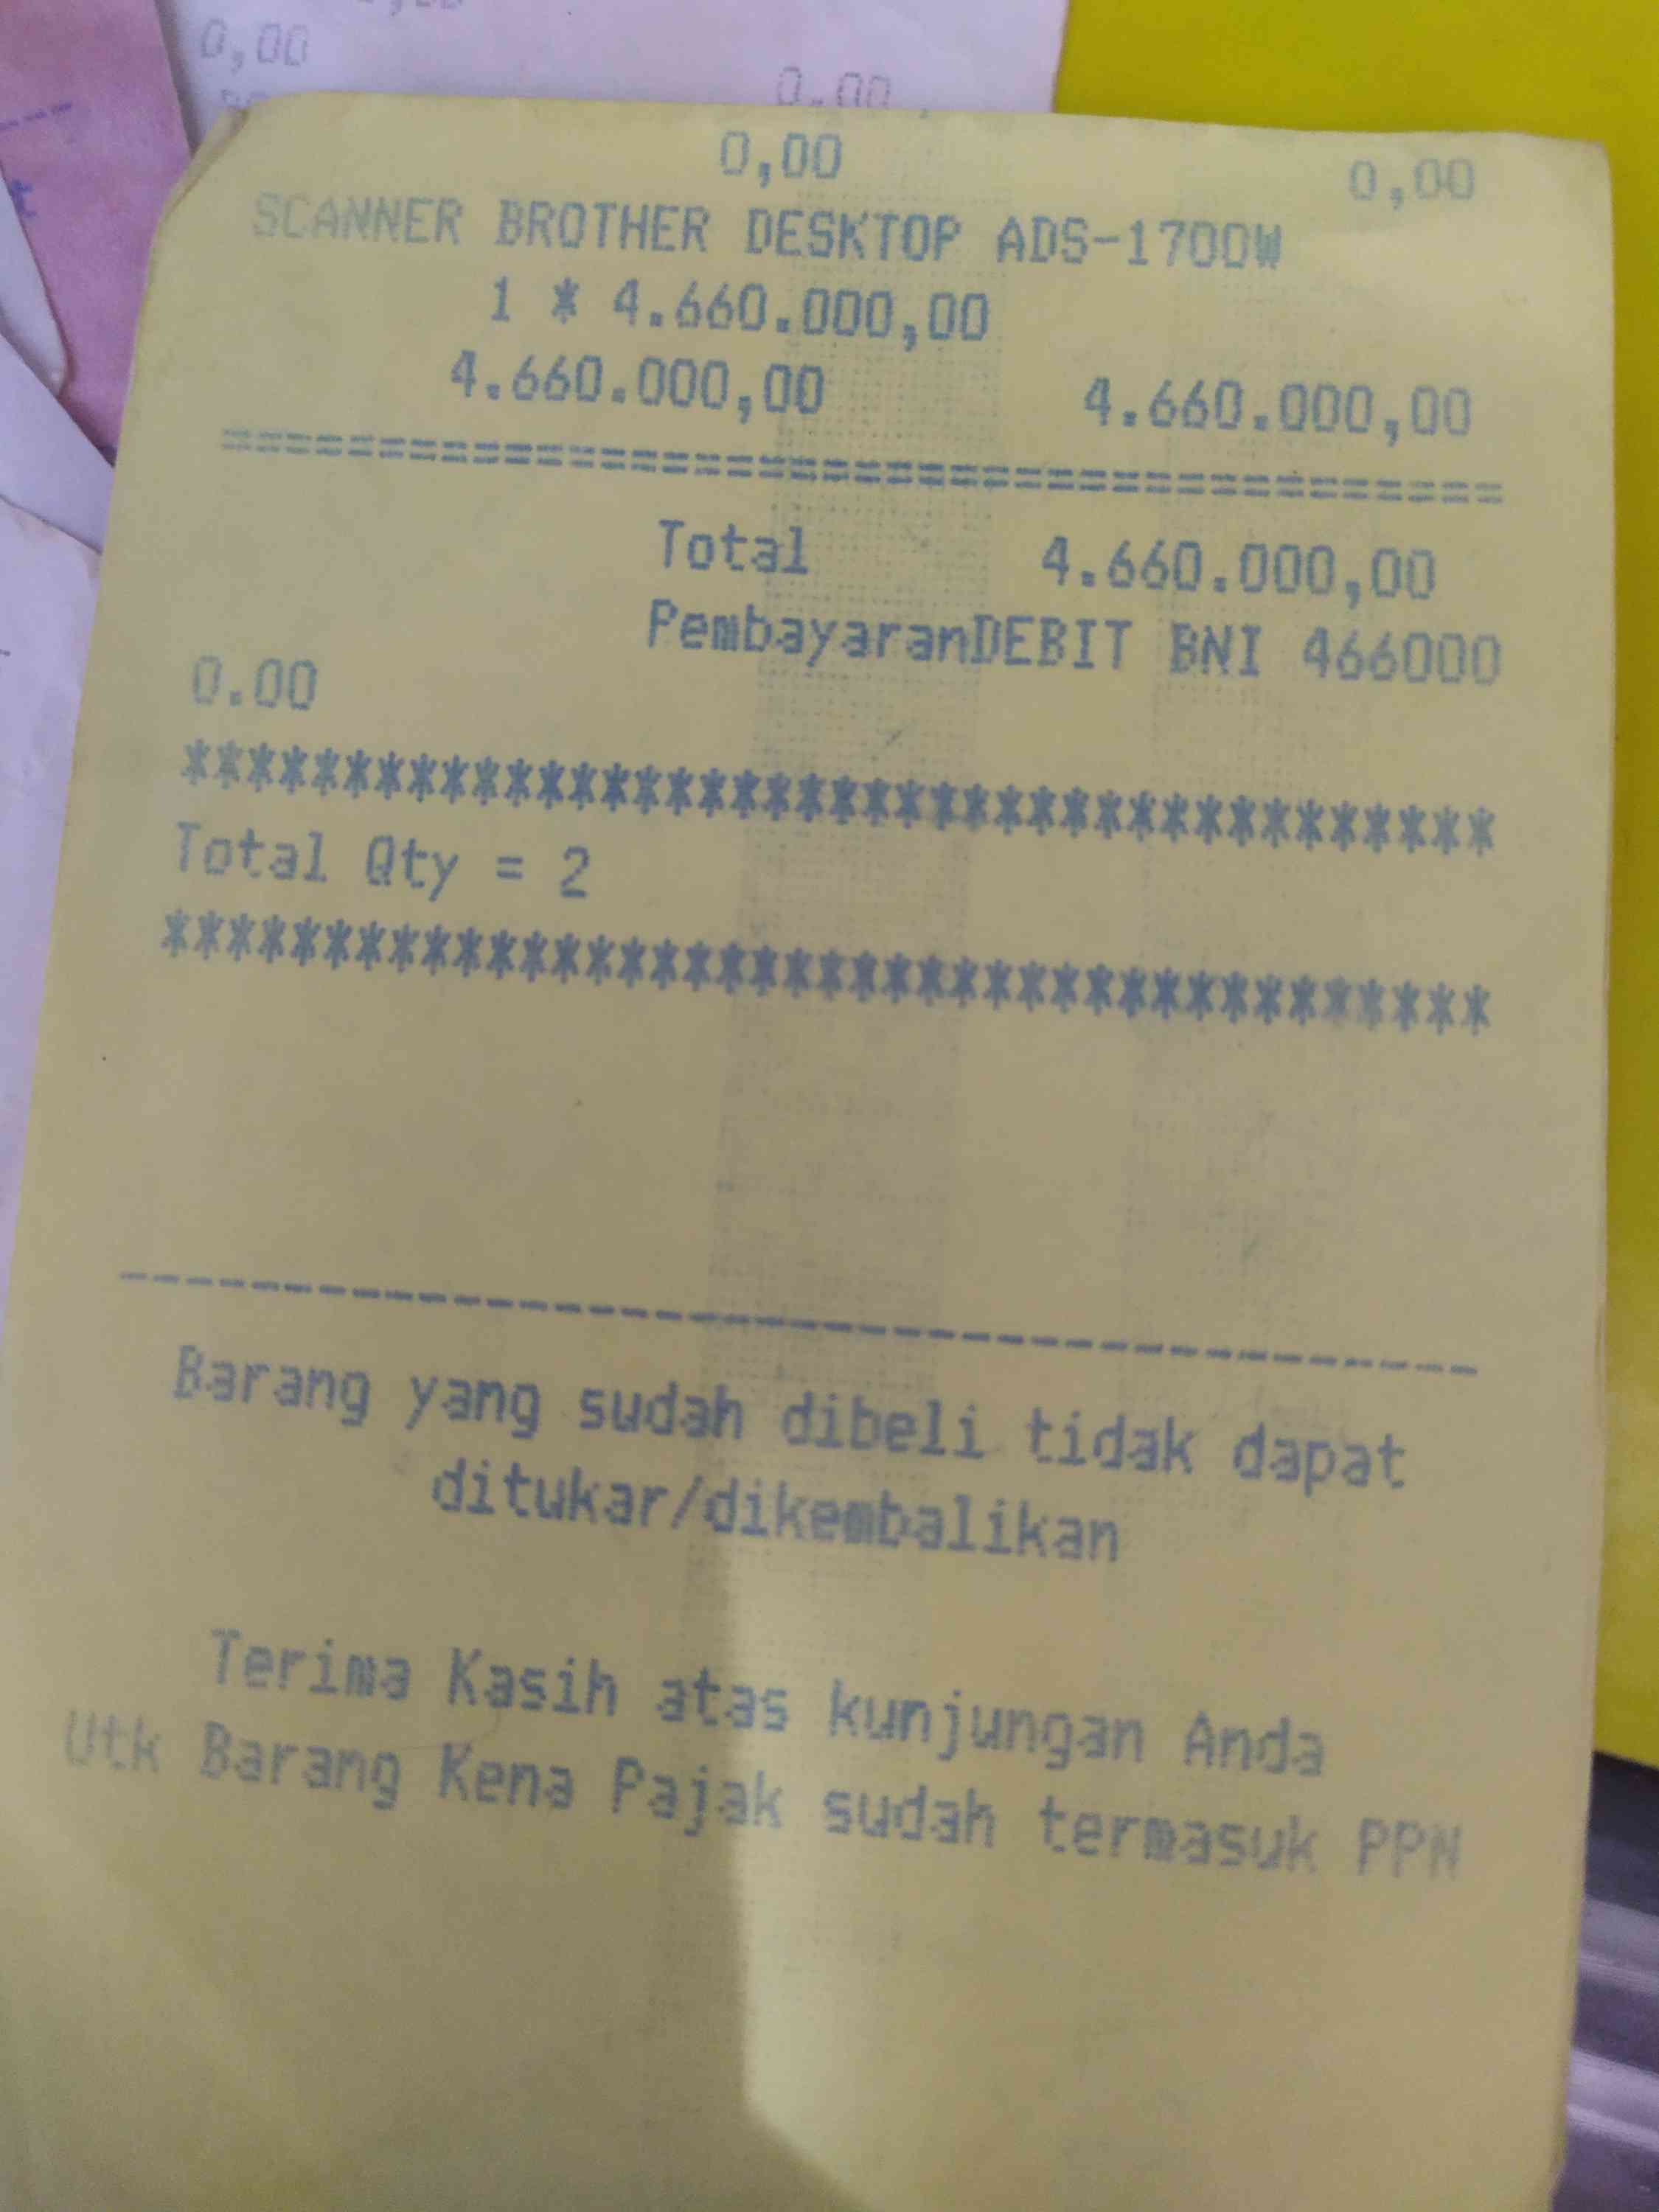 0,00
0.00
0,00 0,00
SCANNER BROTHER DESKTOP ADS-1700W
1 * 4.660.000,00
4.660.000,00 4.660.000,00
Total 4.660.000,00
PembayaranDEBIT BNI 466000
0.00
****************************************
Total Qty = 2
****************************************
Barang yang sudah dibeli tidak dapat
ditukar/dikembalikan
Terima Kasih atas kunjungan Anda
Utk Barang Kena Pajak sudah termasuk PPN